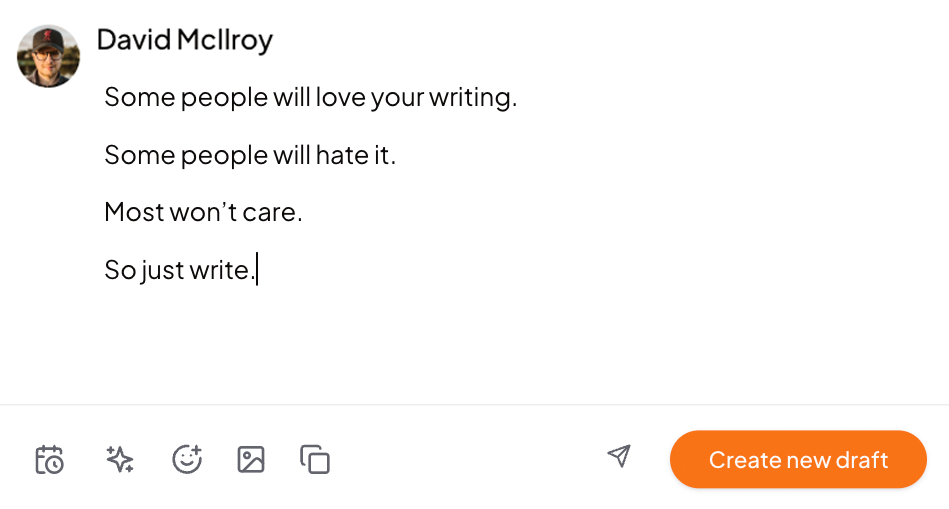 David McIlroy
Some people will love your writing.
Some people will hate it.
Most won’t care.
So just write.
Create new draft